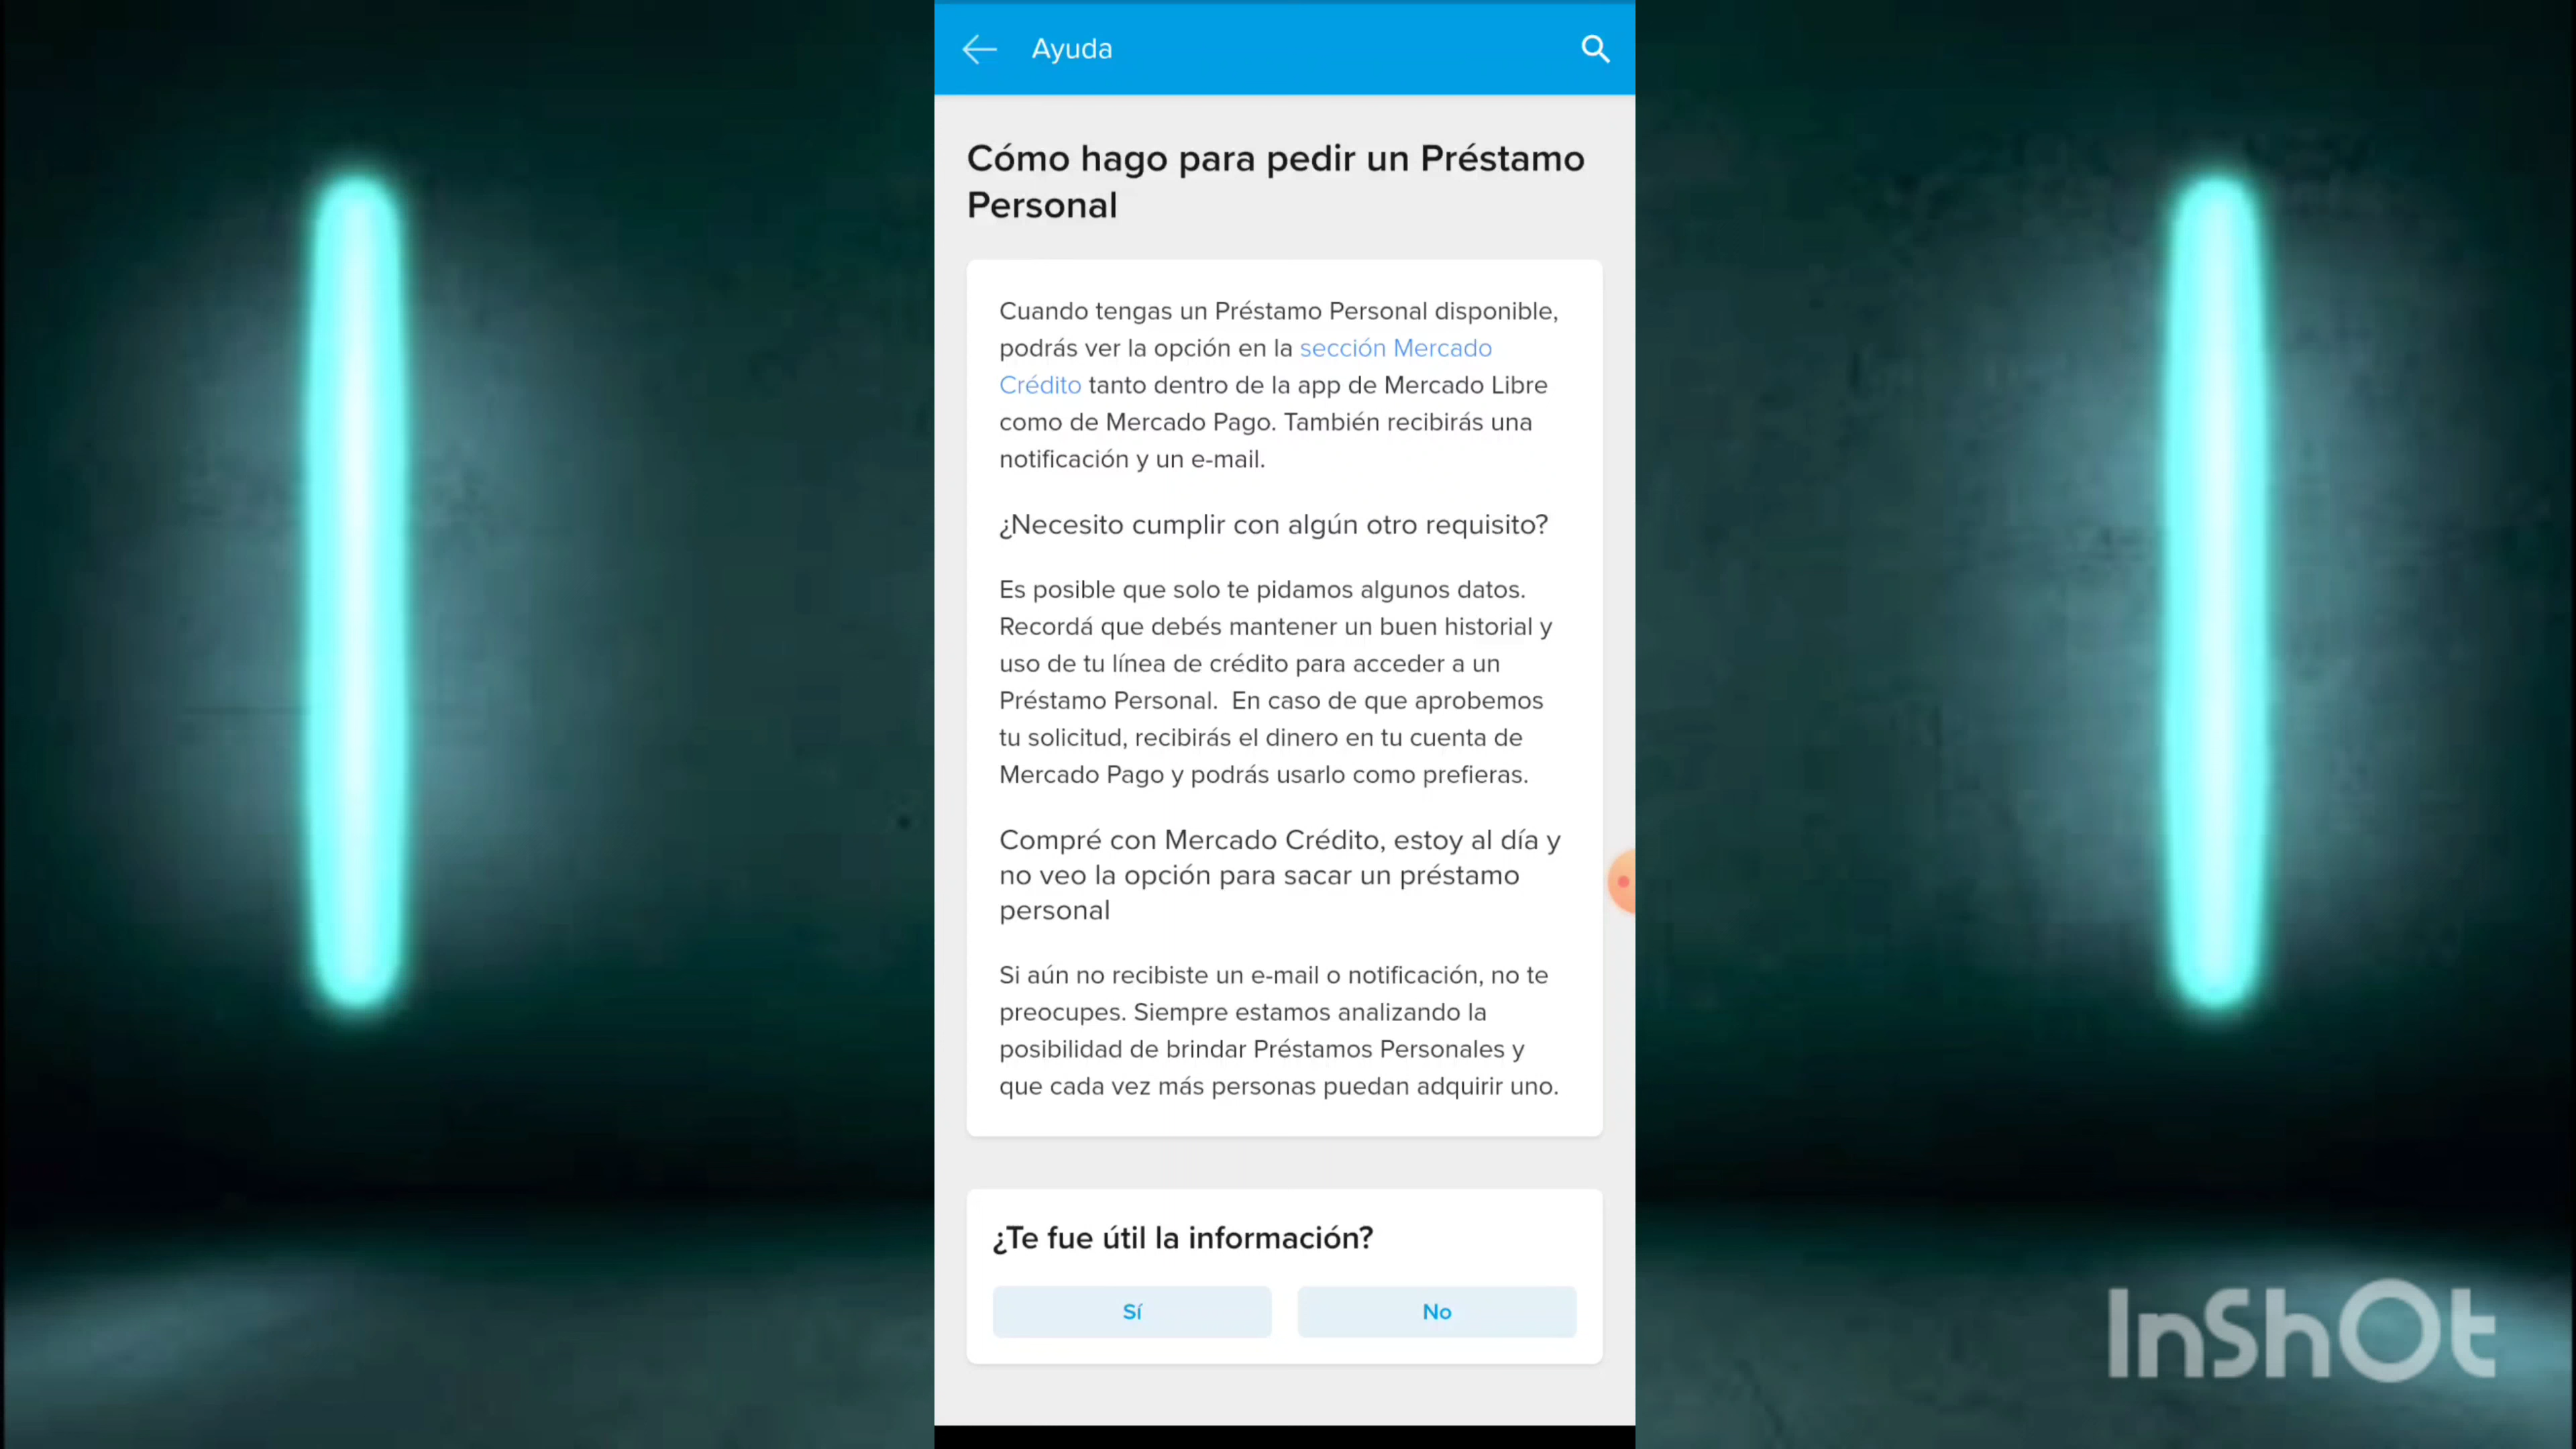 Ayuda
Cómo hago para pedir un Préstamo
Personal
Cuando tengas un Préstamo Personal disponible,
podrás ver la opción en la sección Mercado
Crédito tanto dentro de la app de Mercado Libre
como de Mercado Pago. También recibirás una
notificación y un e-mail.
¿Necesito cumplir con algún otro requisito?
Es posible que solo te pidamos algunos datos.
Recordá que debés mantener un buen historial y
uso de tu línea de crédito para acceder a un
Préstamo Personal.  En caso de que aprobemos
tu solicitud, recibirás el dinero en tu cuenta de
Mercado Pago y podrás usarlo como prefieras.
Compré con Mercado Crédito, estoy al día y
no veo la opción para sacar un préstamo
personal
Si aún no recibiste un e-mail o notificación, no te
preocupes. Siempre estamos analizando la
posibilidad de brindar Préstamos Personales y
que cada vez más personas puedan adquirir uno.
¿Te fue útil la información?
Sí No
InShOt